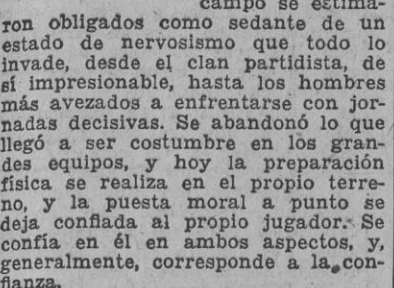 campo se estima-
ron obligados como sedante de un
estado de nervosismo que todo lo
invade, desde el clan partidista, de
sí impresionable, hasta los hombres
más avezados a enfrentarse con jor-
nadas decisivas. Se abandonó lo que
llegó a ser costumbre en los gran-
des equipos, y hoy la preparación
física se realiza en el propio terre-
no, y la puesta moral a punto se
deja confiada al propio jugador. Se
confía en él en ambos aspectos, y,
generalmente, corresponde a la con-
fianza.